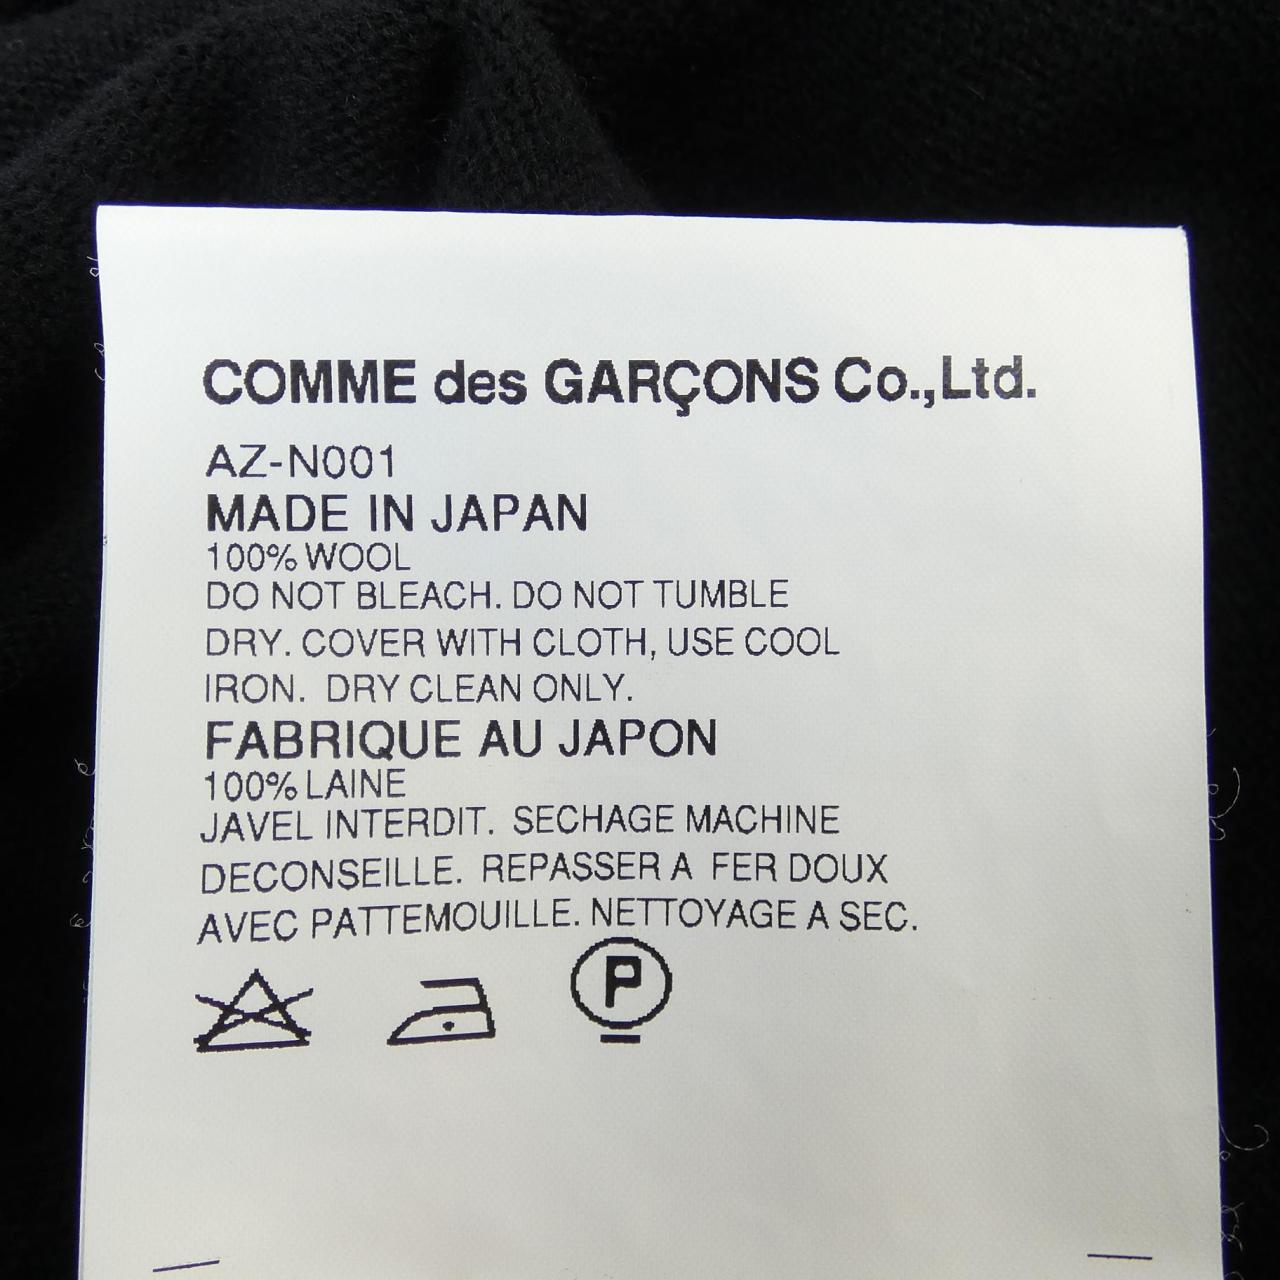 COMME des GARÇONS Co.,Ltd.
AZ-N001
MADE IN JAPAN
100% WOOL
DO NOT BLEACH. DO NOT TUMBLE
DRY. COVER WITH CLOTH, USE COOL
IRON. DRY CLEAN ONLY.
FABRIQUE AU JAPON
100% LAINE
JAVEL INTERDIT. SECHAGE MACHINE
DECONSEILLE. REPASSER A FER DOUX
AVEC PATTEMOUILLE. NETTOYAGE A SEC.
P